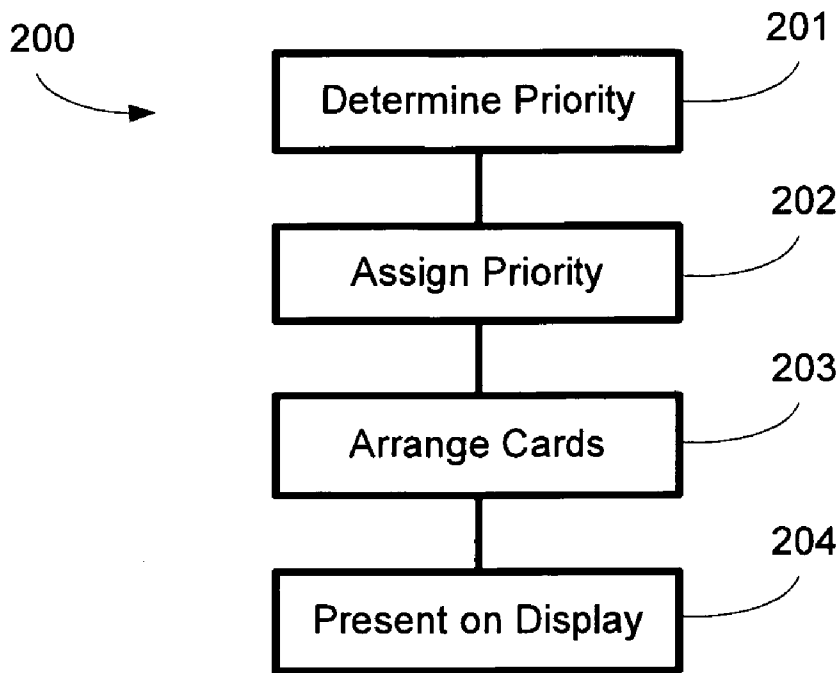 200
201
Determine Priority
202
Assign Priority
203
Arrange Cards
204
Present on Display